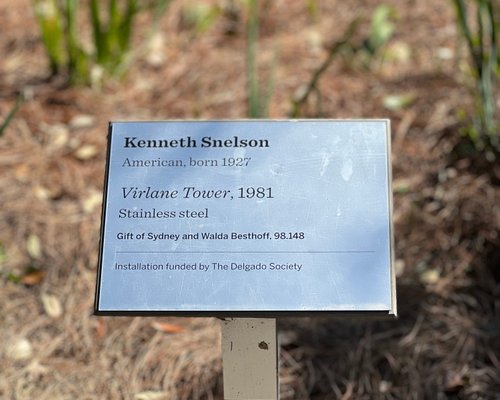 Kenneth Snelson
American, born 1927
Virlane Tower, 1981
Stainless steel
Gift of Sydney and Walda Besthoff, 98.148
Installation funded by The Delgado Society